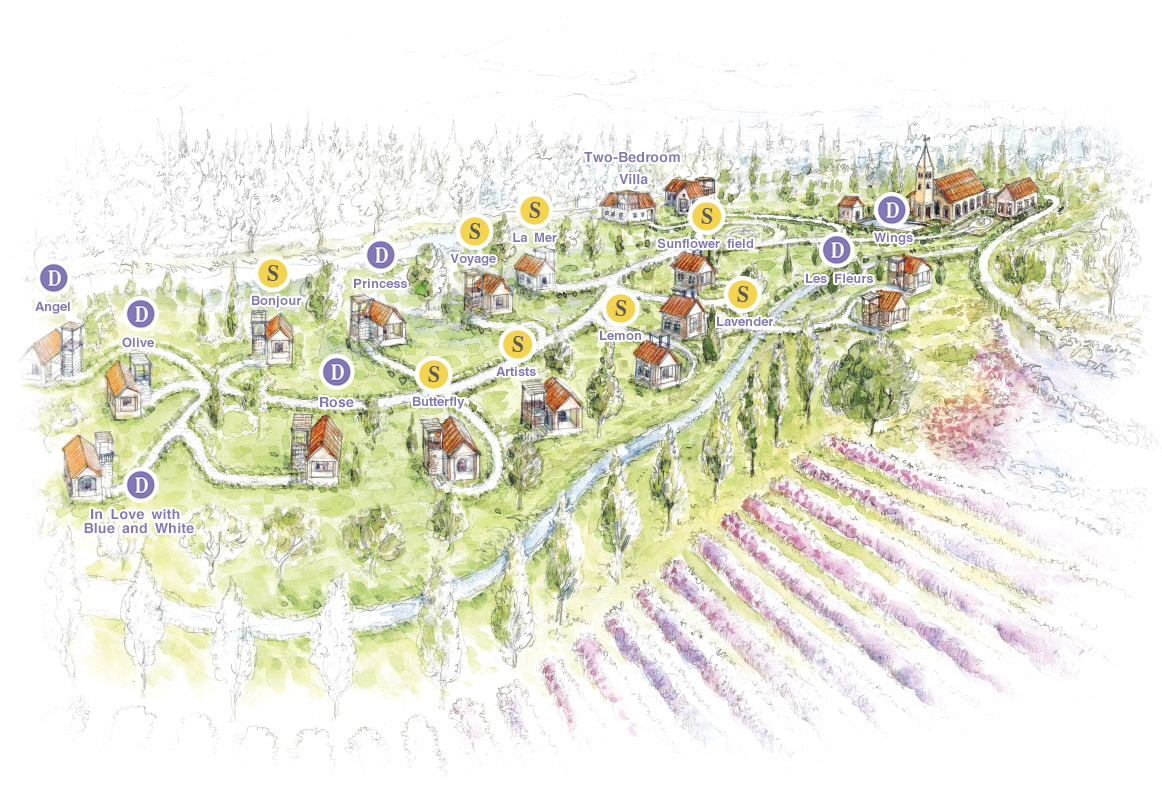 Two-Bedroom
Villa
S
La Mer
S
Voyage
S
Sunflower field
D
Wings
D
Les Fleurs
D
Princess
D
Angel
S
Bonjour
D
Olive
S
Lemon
S
Lavender
S
Artists
D
Rose
S
Butterfly
D
In Love with
Blue and White